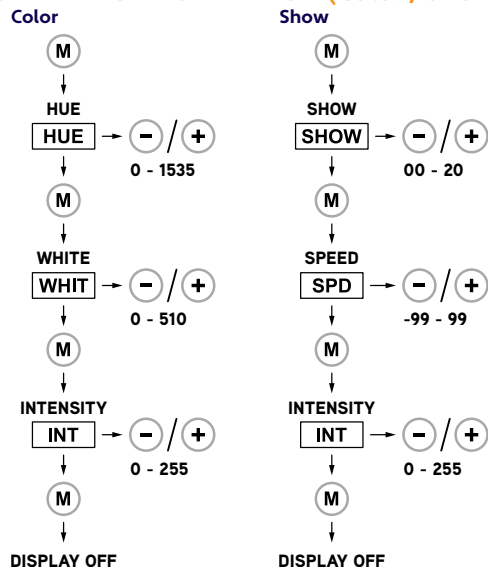 Color
M
HUE
HUE
− / +
0 - 1535
M
WHITE
WHIT
− / +
0 - 510
M
INTENSITY
INT
− / +
0 - 255
M
DISPLAY OFF
Show
M
SHOW
SHOW
− / +
00 - 20
M
SPEED
SPD
− / +
-99 - 99
M
INTENSITY
INT
− / +
0 - 255
M
DISPLAY OFF